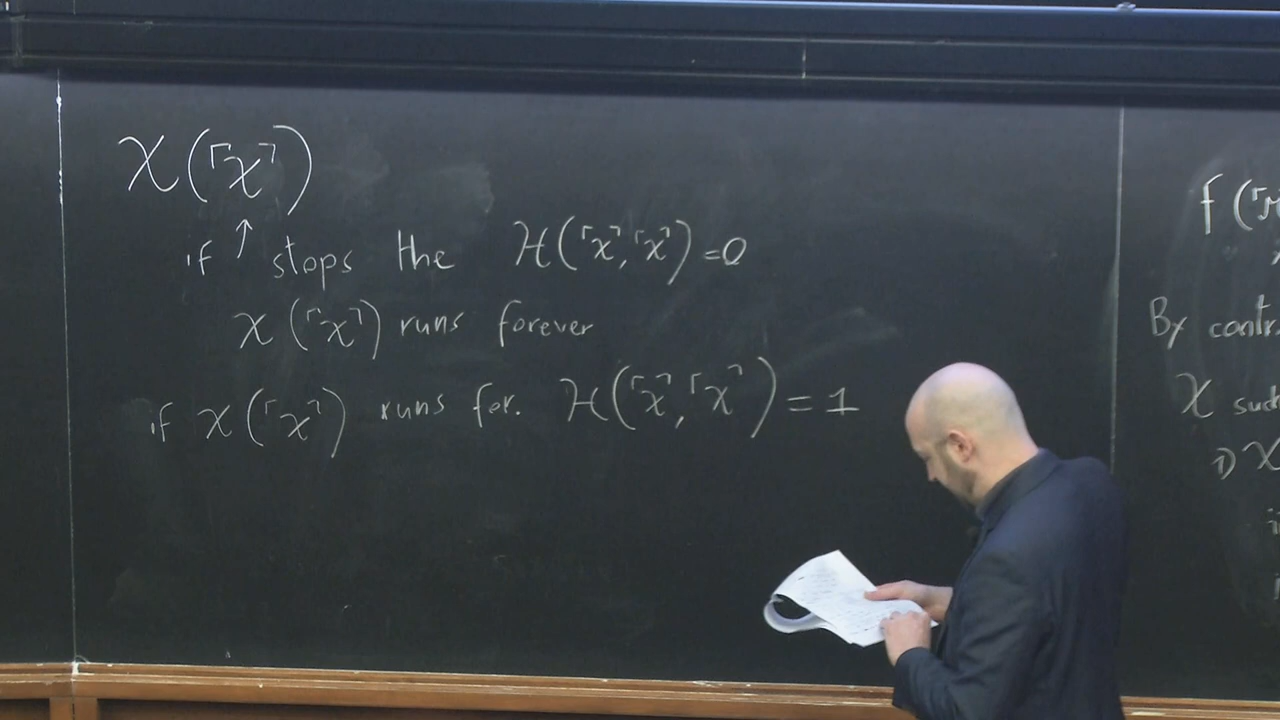 χ(⌜χ⌝)
if ↑ stops the H(⌜χ⌝,⌜χ⌝)=0
χ(⌜χ⌝) runs forever
if χ(⌜χ⌝) runs for. H(⌜χ⌝,⌜χ⌝)=1
f(⌜
By contr
χ such
1) χ